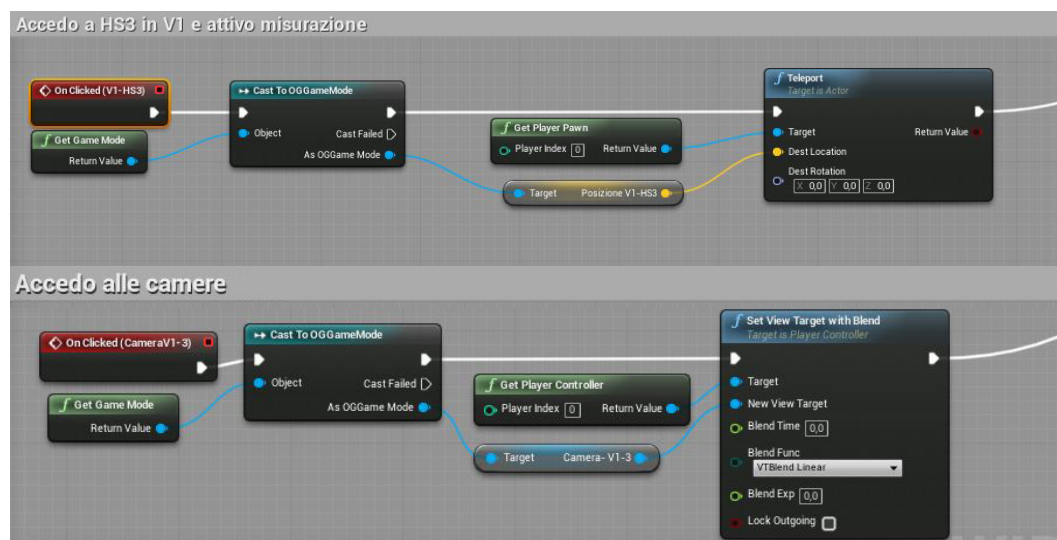 Accedo a HS3 in V1 e attivo misurazione
On Clicked (V1-HS3)
Cast To OGGameMode
Object
Cast Failed
As OGGame Mode
f Get Game Mode
Return Value
f Get Player Pawn
Player Index 0
Return Value
Target
Posizione V1-HS3
f Teleport
Target is Actor
Target
Return Value
Dest Location
Dest Rotation
X 0,0 Y 0,0 Z 0,0
Accedo alle camere
On Clicked (CameraV1-3)
Cast To OGGameMode
Object
Cast Failed
As OGGame Mode
f Get Game Mode
Return Value
f Get Player Controller
Player Index 0
Return Value
Target
Camera- V1-3
f Set View Target with Blend
Target is Player Controller
Target
New View Target
Blend Time 0,0
Blend Func
VTBlend Linear
Blend Exp 0,0
Lock Outgoing